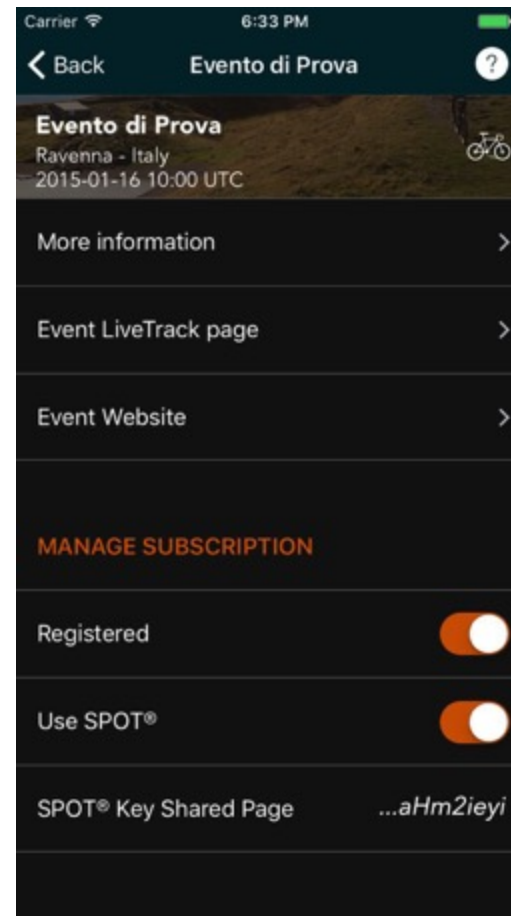 Carrier 6:33 PM
Back Evento di Prova ?
Evento di Prova
Ravenna - Italy
2015-01-16 10:00 UTC
More information
Event LiveTrack page
Event Website
MANAGE SUBSCRIPTION
Registered
Use SPOT®
SPOT® Key Shared Page ...aHm2ieyi